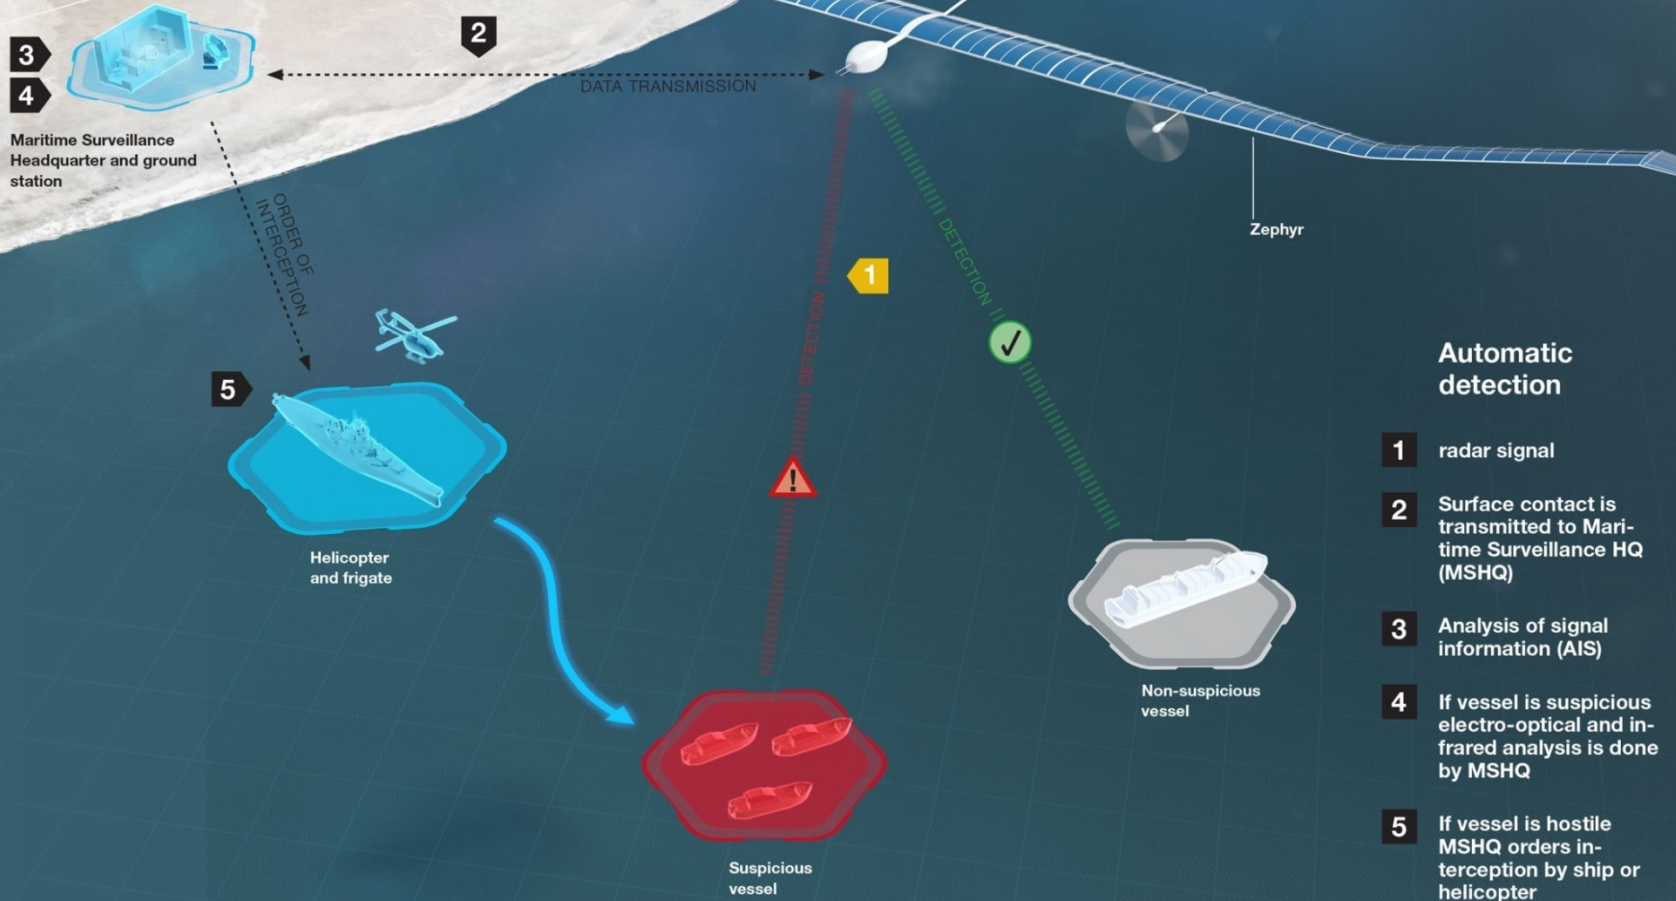 3
4
Maritime Surveillance
Headquarter and ground
station
2
DATA TRANSMISSION
ORDER OF
INTERCEPTION
Zephyr
1
DETECTION
DETECTION
!
5
Helicopter
and frigate
Non-suspicious
vessel
Suspicious
vessel
Automatic
detection
1 radar signal
2 Surface contact is
transmitted to Mari-
time Surveillance HQ
(MSHQ)
3 Analysis of signal
information (AIS)
4 If vessel is suspicious
electro-optical and in-
frared analysis is done
by MSHQ
5 If vessel is hostile
MSHQ orders in-
terception by ship or
helicopter